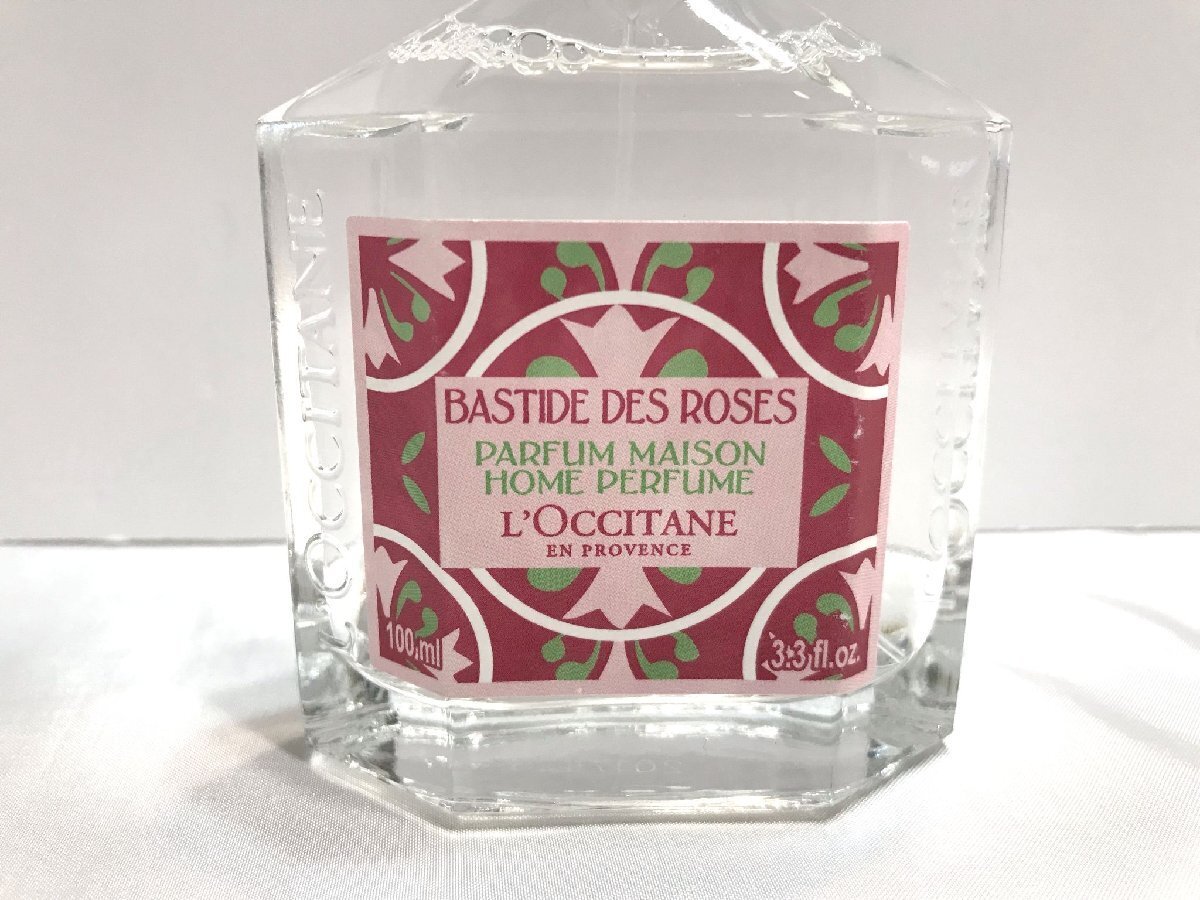 BASTIDE DES ROSES
PARFUM MAISON
HOME PERFUME
L'OCCITANE
EN PROVENCE
100 ml
3.3 fl.oz.
L'OCCITANE
L'OCCITANE